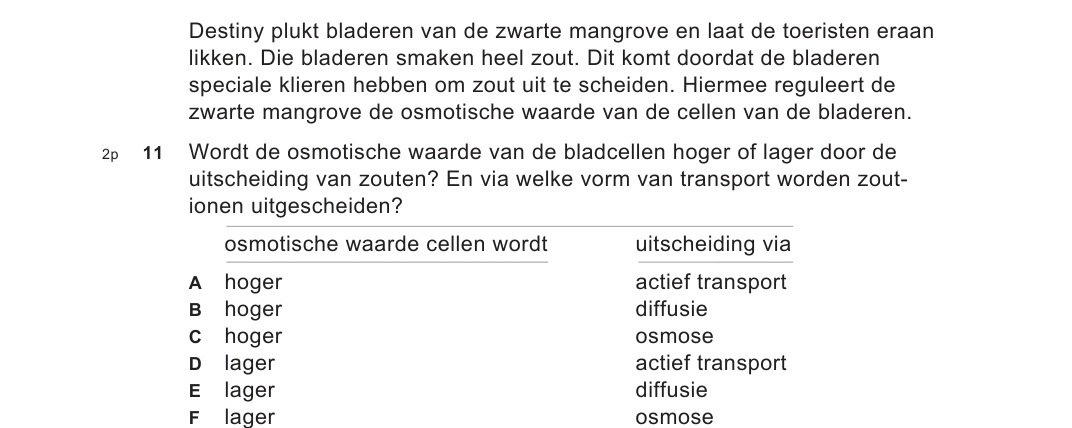 Destiny plukt bladeren van de zwarte mangrove en laat de toeristen eraan
likken. Die bladeren smaken heel zout. Dit komt doordat de bladeren
speciale klieren hebben om zout uit te scheiden. Hiermee reguleert de
zwarte mangrove de osmotische waarde van de cellen van de bladeren.
2p 11 Wordt de osmotische waarde van de bladcellen hoger of lager door de
uitscheiding van zouten? En via welke vorm van transport worden zout-
ionen uitgescheiden?
osmotische waarde cellen wordt uitscheiding via
A hoger actief transport
B hoger diffusie
C hoger osmose
D lager actief transport
E lager diffusie
F lager osmose